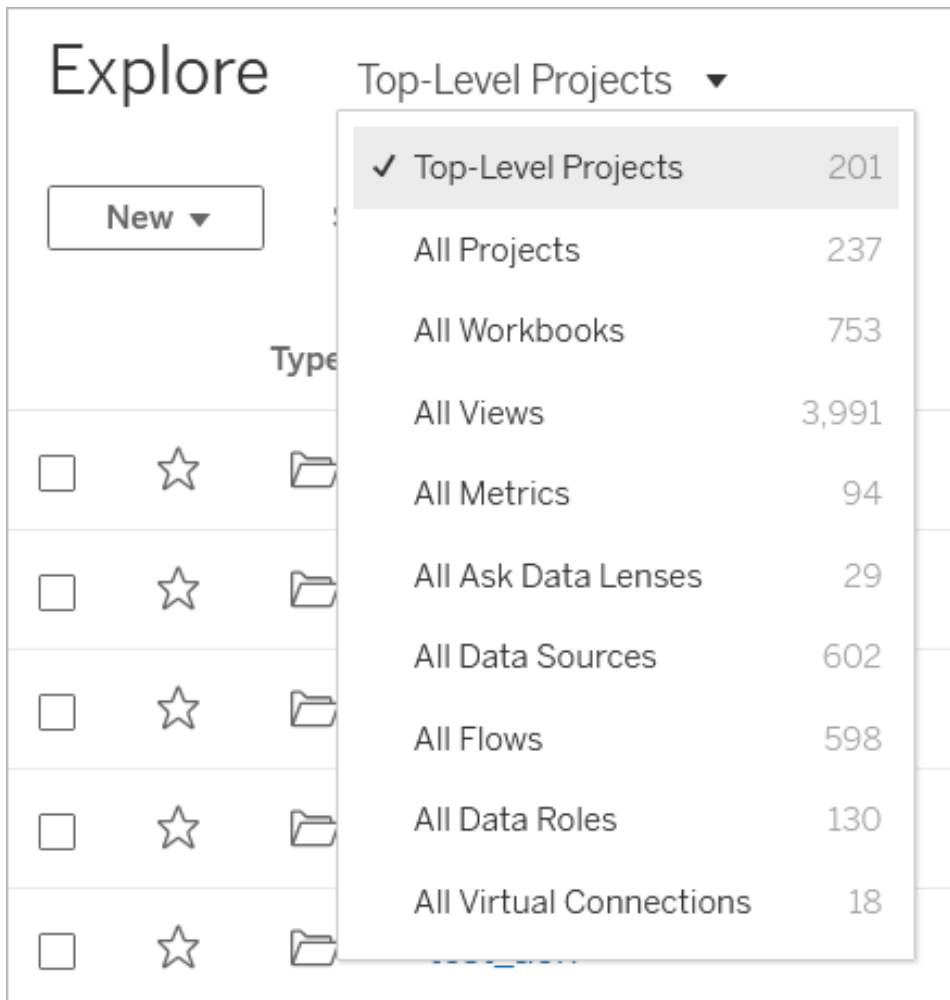 Explore Top-Level Projects
Top-Level Projects 201
New
All Projects 237
All Workbooks 753
Type
All Views 3,991
All Metrics 94
All Ask Data Lenses 29
All Data Sources 602
All Flows 598
All Data Roles 130
All Virtual Connections 18